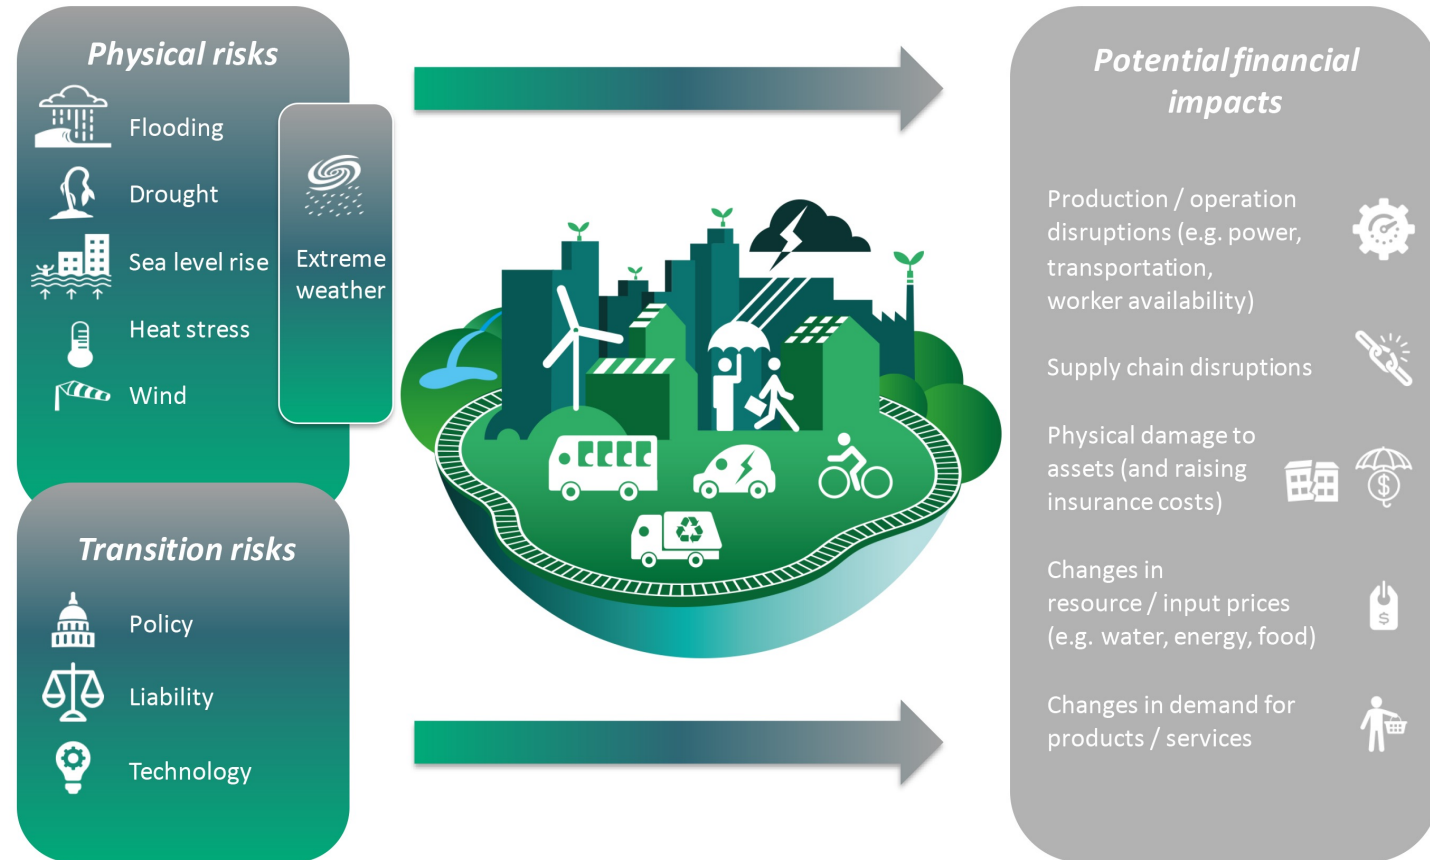 Physical risks
Flooding
Drought
Sea level rise
Heat stress
Wind
Extreme
weather
Transition risks
Policy
Liability
Technology
Potential financial
impacts
Production / operation
disruptions (e.g. power,
transportation,
worker availability)
Supply chain disruptions
Physical damage to
assets (and raising
insurance costs)
$
Changes in
resource / input prices
(e.g. water, energy, food)
$
Changes in demand for
products / services